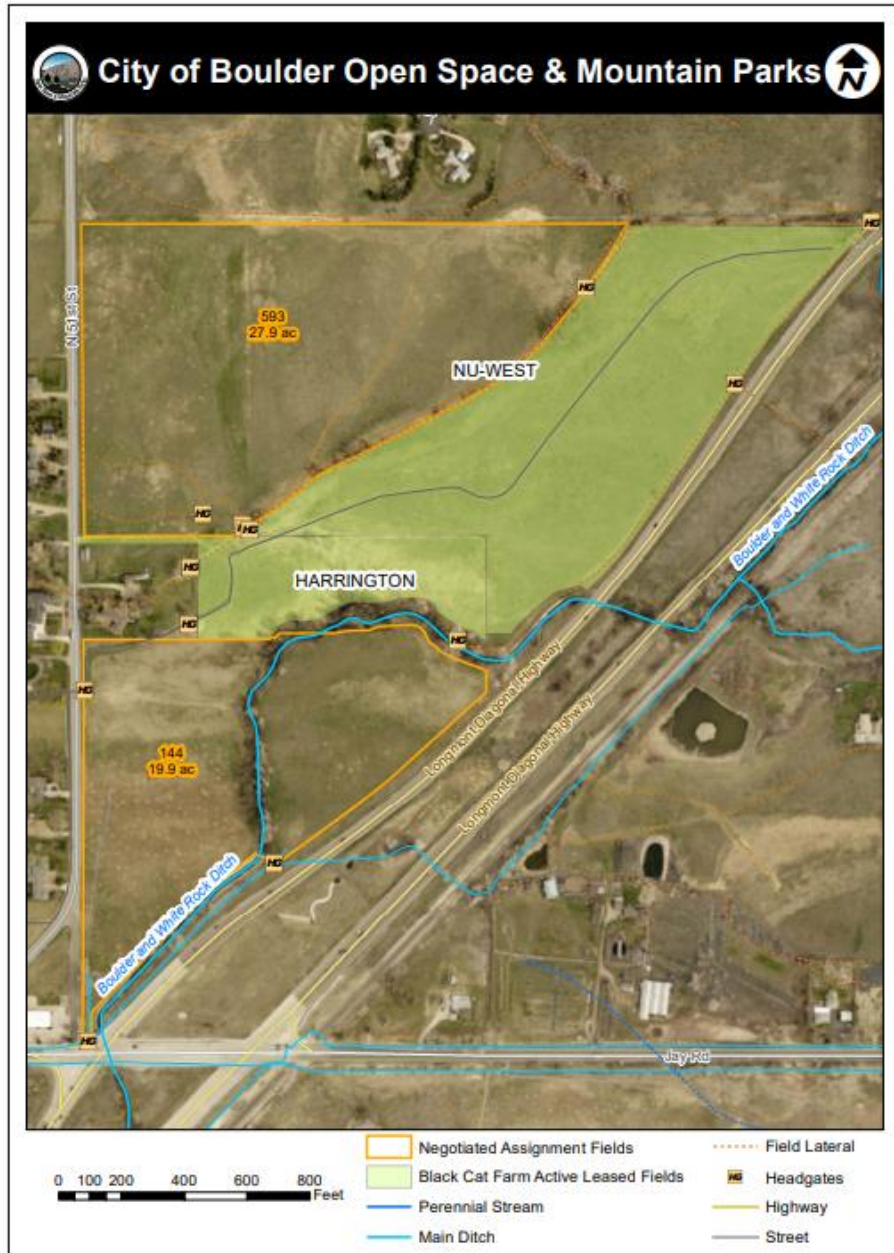 City of Boulder Open Space & Mountain Parks
N
HG
N 51st St
HG
593
27.9 ac
NU-WEST
HG
Boulder and White Rock Ditch
HG
HG
HG
HARRINGTON
HG
HG
HG
Longmont Diagonal Highway
Longmont Diagonal Highway
144
19.9 ac
HG
Boulder and White Rock Ditch
HG
Jay Rd
Negotiated Assignment Fields
Field Lateral
0 100 200 400 600 800
Feet
Black Cat Farm Active Leased Fields
HG Headgates
Perennial Stream
Highway
Main Ditch
Street